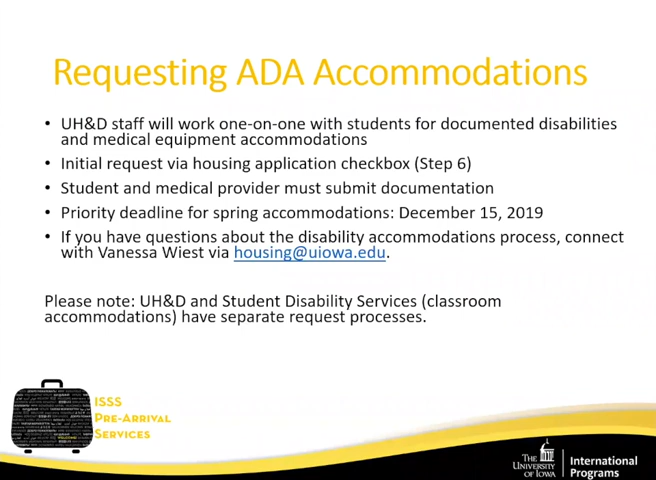 Requesting ADA Accommodations
• UH&D staff will work one-on-one with students for documented disabilities
and medical equipment accommodations
• Initial request via housing application checkbox (Step 6)
• Student and medical provider must submit documentation
• Priority deadline for spring accommodations: December 15, 2019
• If you have questions about the disability accommodations process, connect
with Vanessa Wiest via housing@uiowa.edu.
Please note: UH&D and Student Disability Services (classroom
accommodations) have separate request processes.
ISSS
PRE-ARRIVAL
SERVICES
THE
UNIVERSITY
OF IOWA
International
Programs